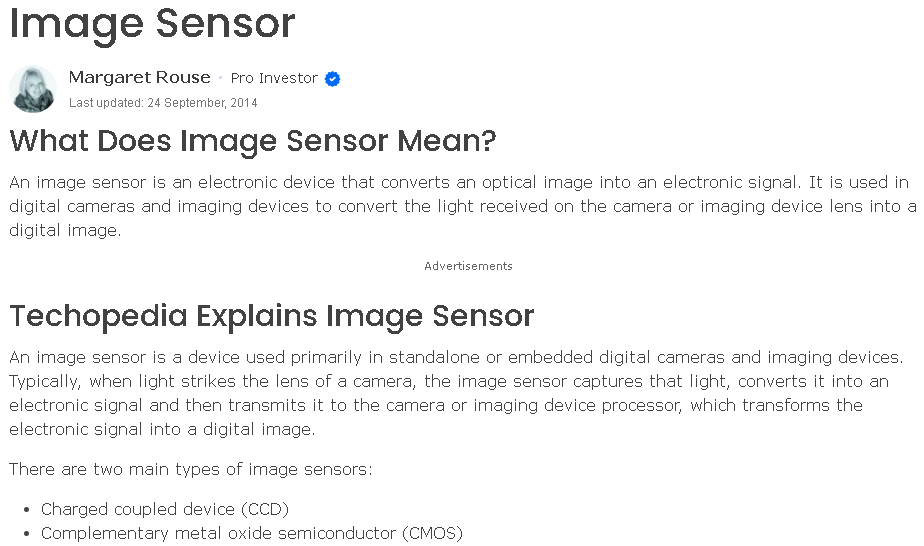 Image Sensor
Margaret Rouse • Pro Investor
Last updated: 24 September, 2014
What Does Image Sensor Mean?
An image sensor is an electronic device that converts an optical image into an electronic signal. It is used in
digital cameras and imaging devices to convert the light received on the camera or imaging device lens into a
digital image.
Advertisements
Techopedia Explains Image Sensor
An image sensor is a device used primarily in standalone or embedded digital cameras and imaging devices.
Typically, when light strikes the lens of a camera, the image sensor captures that light, converts it into an
electronic signal and then transmits it to the camera or imaging device processor, which transforms the
electronic signal into a digital image.
There are two main types of image sensors:
• Charged coupled device (CCD)
• Complementary metal oxide semiconductor (CMOS)